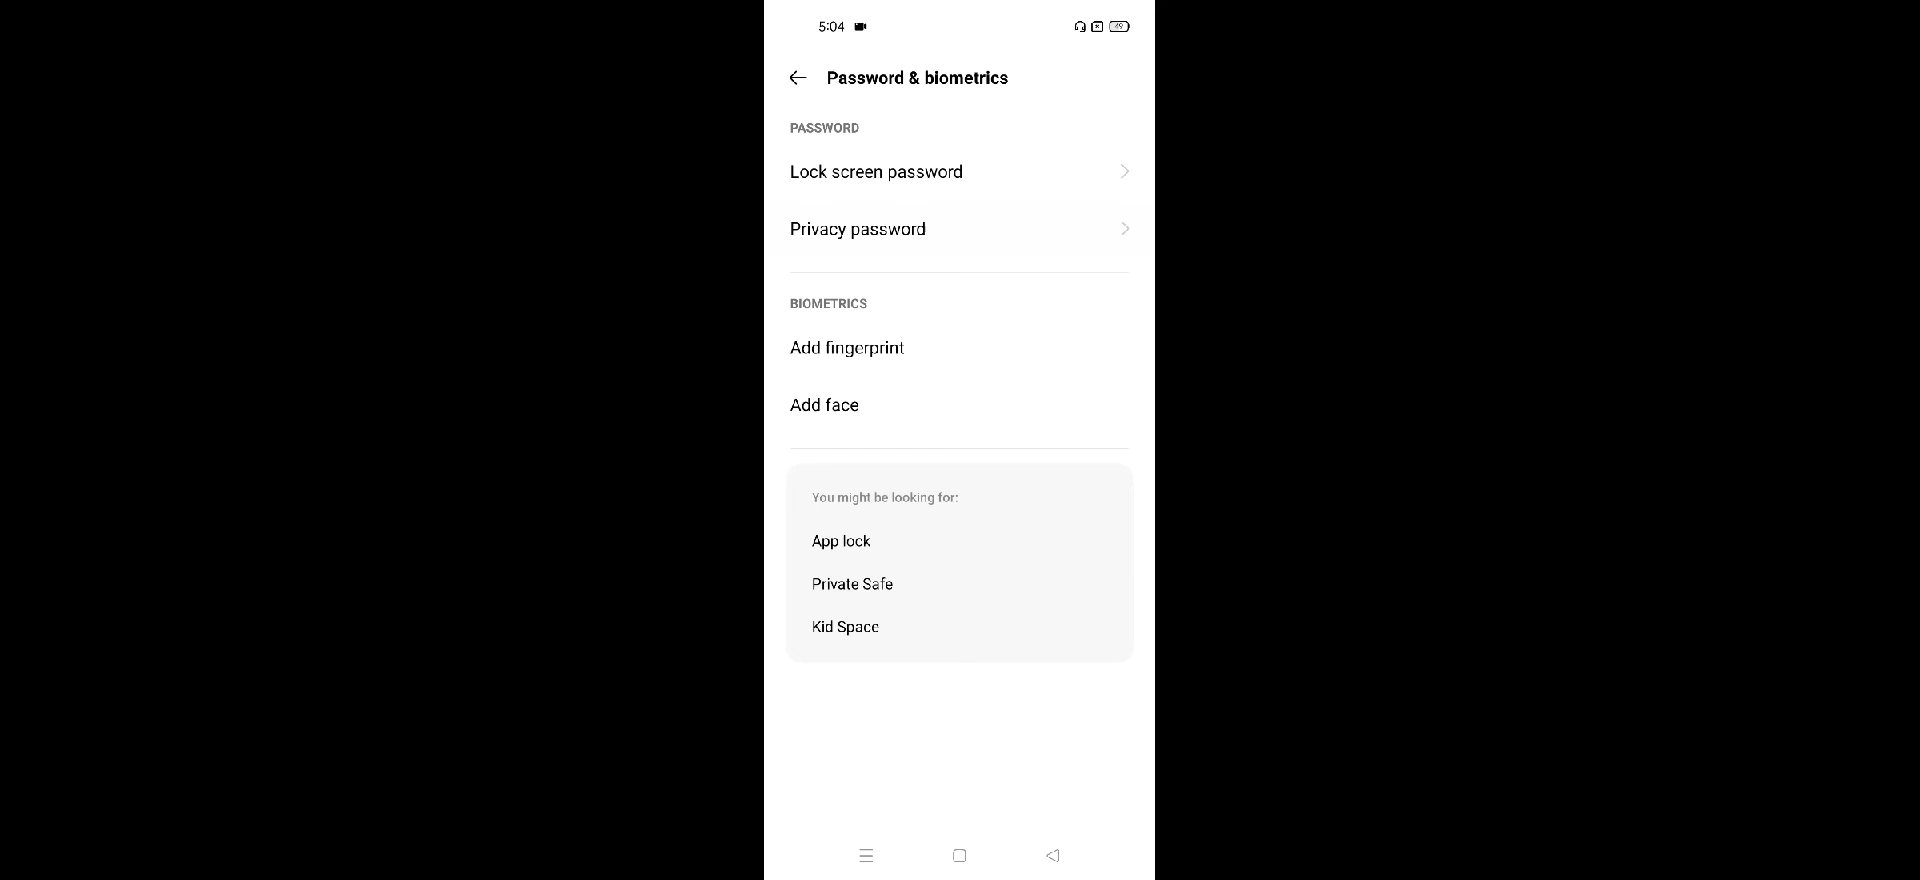 5:04
49
Password & biometrics
PASSWORD
Lock screen password
Privacy password
BIOMETRICS
Add fingerprint
Add face
You might be looking for:
App lock
Private Safe
Kid Space